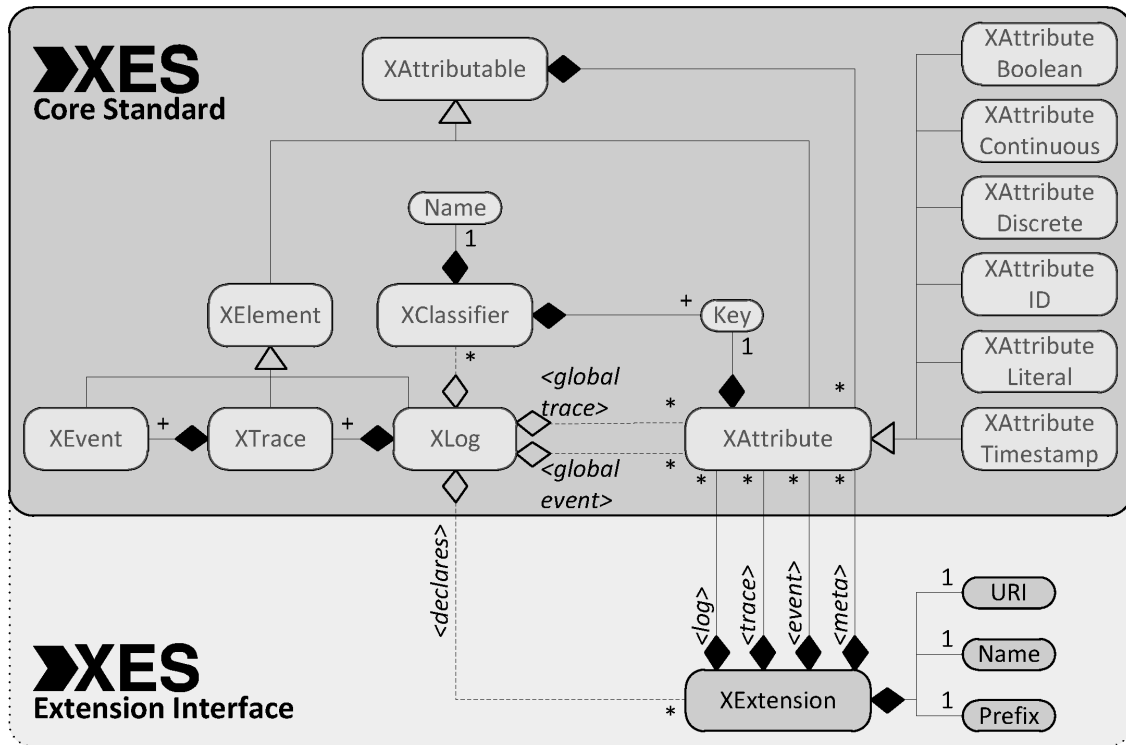 XES
Core Standard
XAttributable
XAttribute
Boolean
XAttribute
Continuous
Name
1
XAttribute
Discrete
XElement
XClassifier
+
Key
XAttribute
ID
*
1
<global
trace>
*
*
XAttribute
Literal
XEvent
+
XTrace
+
XLog
XAttribute
XAttribute
Timestamp
<global
event>
*
*
*
*
*
<declares>
<log>
<trace>
<event>
<meta>
1
URI
XES
Extension Interface
*
XExtension
1
Name
1
Prefix